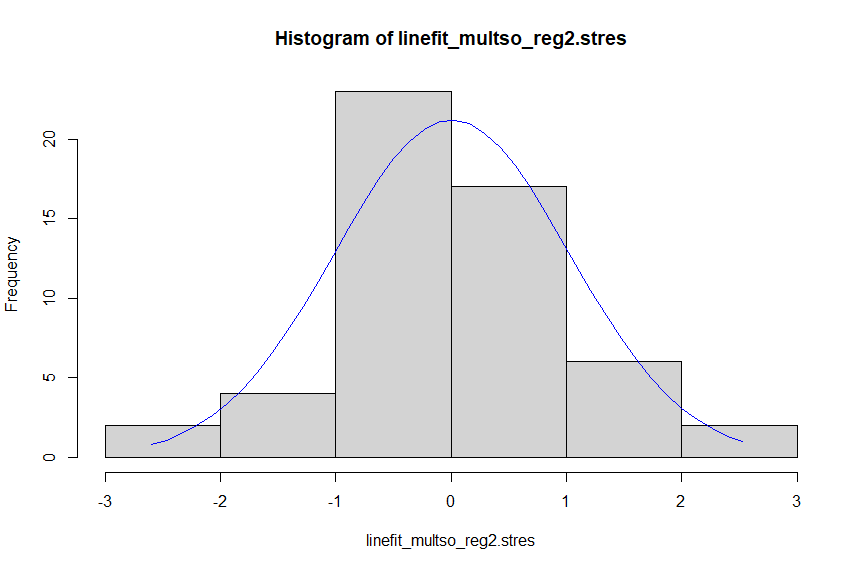 Histogram of linefit_multso_reg2.stres
Frequency
20
15
10
5
0
-3 -2 -1 0 1 2 3
linefit_multso_reg2.stres